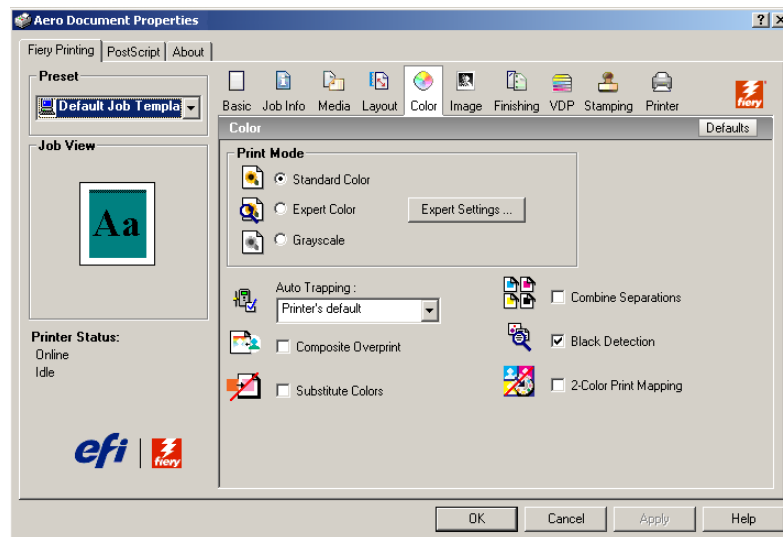 Aero Document Properties
Fiery Printing PostScript About
Preset
Default Job Templa
Job View
Aa
Printer Status:
Online
Idle
efi fiery
Basic Job Info Media Layout Color Image Finishing VDP Stamping Printer
fiery
Color Defaults
Print Mode
Standard Color
Expert Color Expert Settings ...
Grayscale
Auto Trapping :
Printer's default
Combine Separations
Composite Overprint
Black Detection
Substitute Colors
2-Color Print Mapping
OK Cancel Apply Help